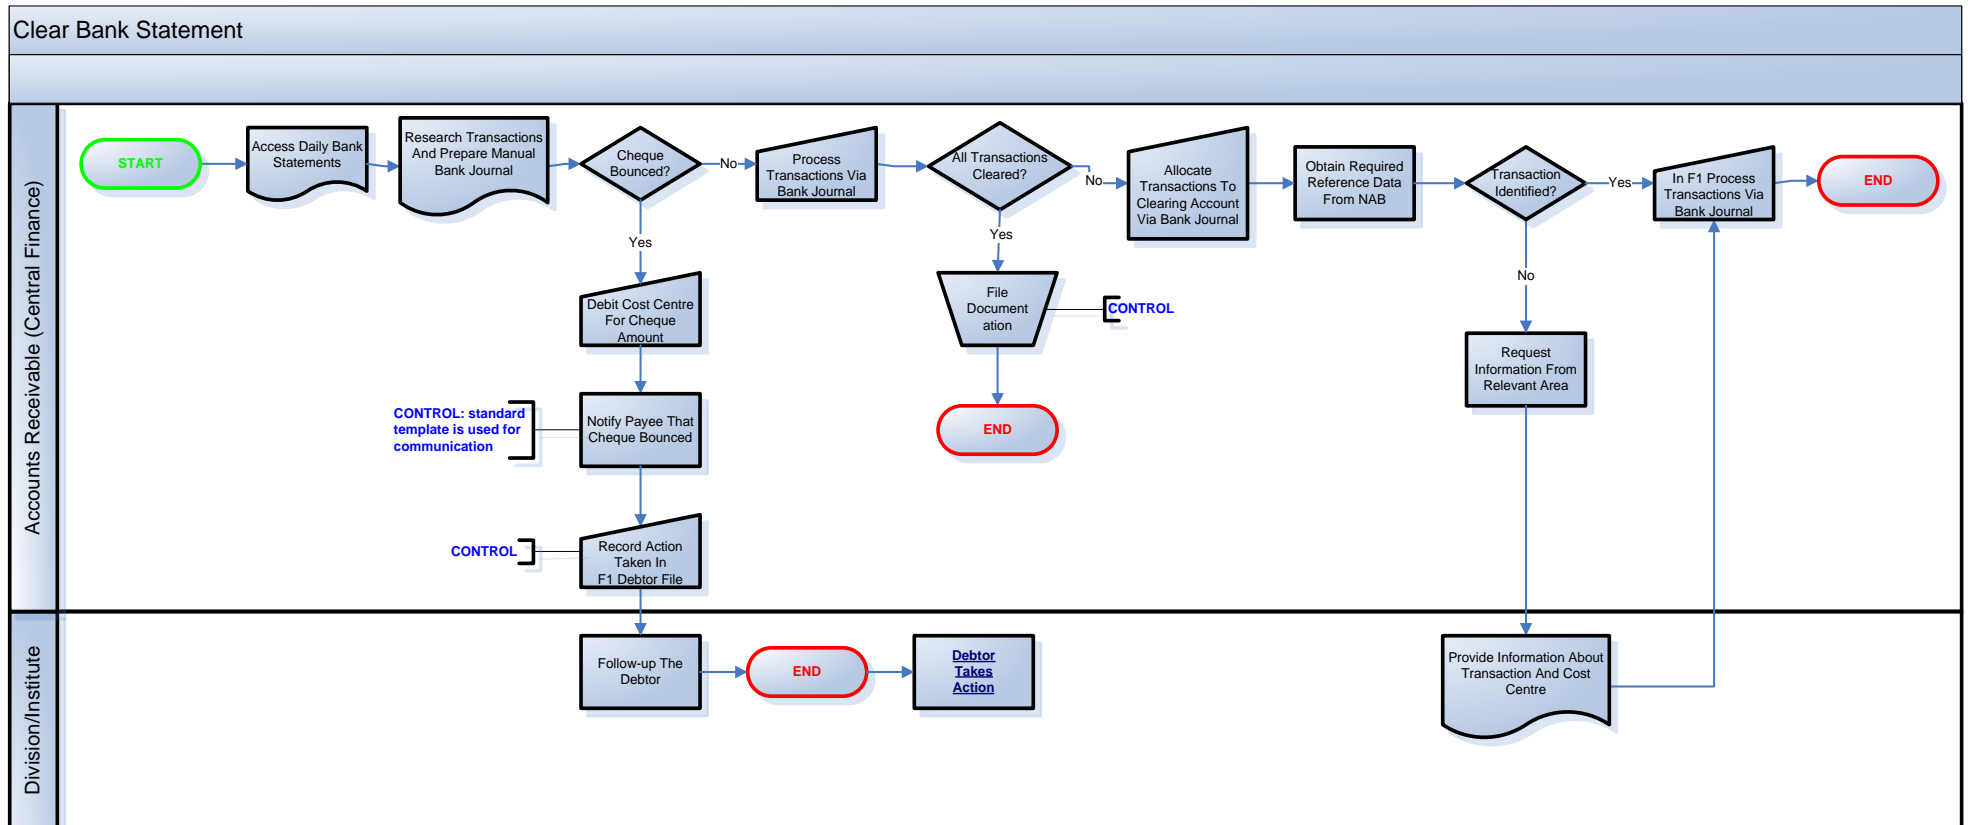 Clear Bank Statement
Accounts Receivable (Central Finance)
START
Access Daily Bank
Statements
Research Transactions
And Prepare Manual
Bank Journal
Cheque
Bounced?
No
Process
Transactions Via
Bank Journal
All Transactions
Cleared?
No
Allocate
Transactions To
Clearing Account
Via Bank Journal
Obtain Required
Reference Data
From NAB
Transaction
Identified?
Yes
In F1 Process
Transactions Via
Bank Journal
END
Yes
Debit Cost Centre
For Cheque
Amount
CONTROL: standard
template is used for
communication
Notify Payee That
Cheque Bounced
CONTROL
Record Action
Taken In
F1 Debtor File
Yes
File
Document
ation
CONTROL
END
No
Request
Information From
Relevant Area
Division/Institute
Follow-up The
Debtor
END
Debtor
Takes
Action
Provide Information About
Transaction And Cost
Centre